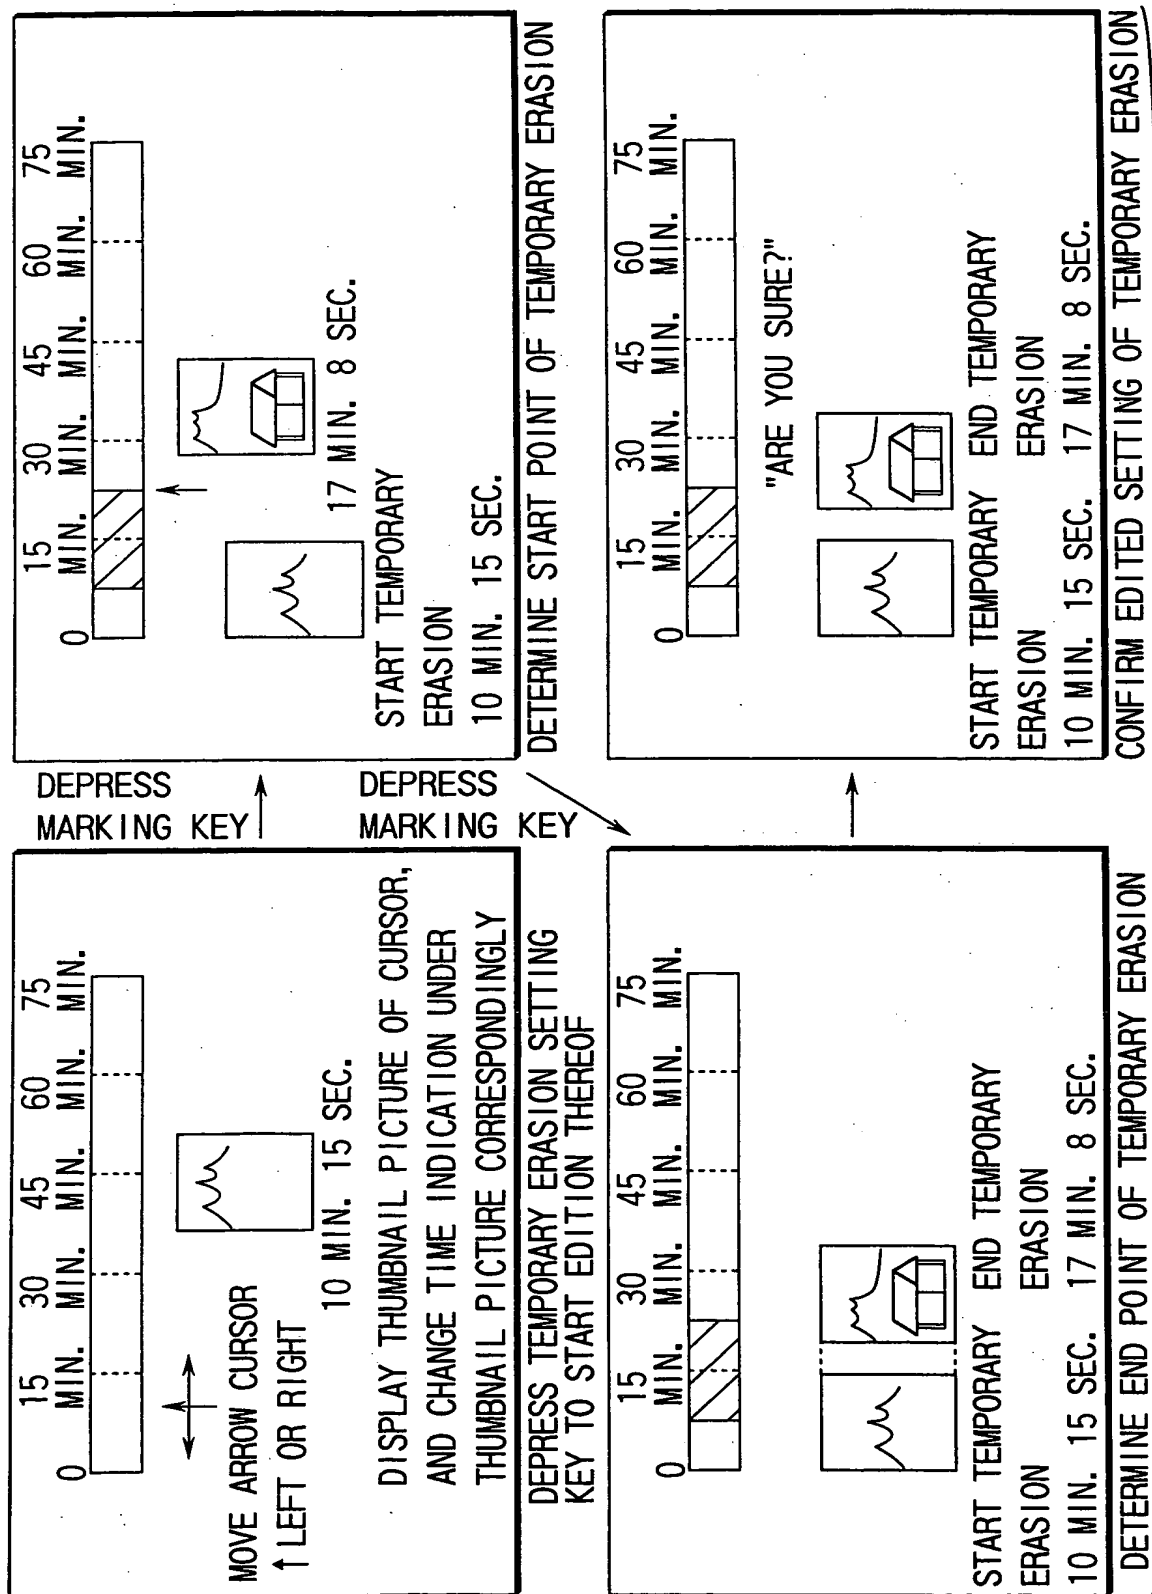 0 15 30 45 60 75
MIN. MIN. MIN. MIN. MIN.
MOVE ARROW CURSOR
↑ LEFT OR RIGHT
10 MIN. 15 SEC.
DISPLAY THUMBNAIL PICTURE OF CURSOR,
AND CHANGE TIME INDICATION UNDER
THUMBNAIL PICTURE CORRESPONDINGLY
DEPRESS TEMPORARY ERASION SETTING
KEY TO START EDITION THEREOF
DEPRESS
MARKING KEY
0 15 30 45 60 75
MIN. MIN. MIN. MIN. MIN.
17 MIN. 8 SEC.
START TEMPORARY
ERASION
10 MIN. 15 SEC.
DETERMINE START POINT OF TEMPORARY ERASION
DEPRESS
MARKING KEY
0 15 30 45 60 75
MIN. MIN. MIN. MIN. MIN.
START TEMPORARY END TEMPORARY
ERASION ERASION
10 MIN. 15 SEC. 17 MIN. 8 SEC.
DETERMINE END POINT OF TEMPORARY ERASION
0 15 30 45 60 75
MIN. MIN. MIN. MIN. MIN.
"ARE YOU SURE?"
START TEMPORARY END TEMPORARY
ERASION ERASION
10 MIN. 15 SEC. 17 MIN. 8 SEC.
CONFIRM EDITED SETTING OF TEMPORARY ERASION